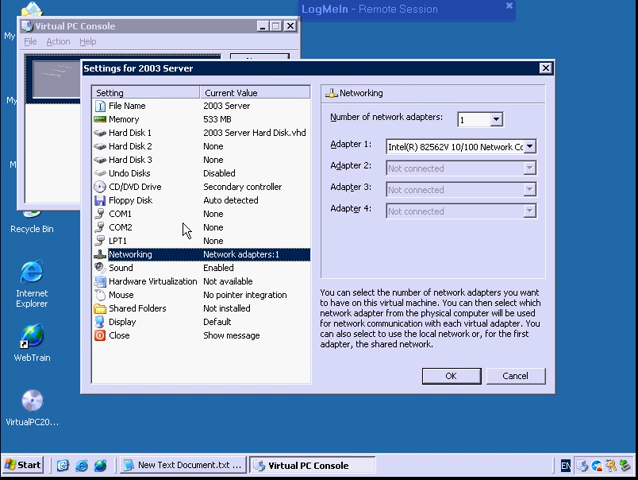 LogMeIn - Remote Session
My
Virtual PC Console
File Action Help
Settings for 2003 Server
Setting Current Value
File Name 2003 Server
Memory 533 MB
Hard Disk 1 2003 Server Hard Disk.vhd
Hard Disk 2 None
Hard Disk 3 None
Undo Disks Disabled
CD/DVD Drive Secondary controller
Floppy Disk Auto detected
COM1 None
COM2 None
LPT1 None
Networking Network adapters:1
Sound Enabled
Hardware Virtualization Not available
Mouse No pointer integration
Shared Folders Not installed
Display Default
Close Show message
Networking
Number of network adapters: 1
Adapter 1: Intel(R) 82562V 10/100 Network Cc
Adapter 2: Not connected
Adapter 3: Not connected
Adapter 4: Not connected
You can select the number of network adapters you want
to have on this virtual machine. You can then select which
network adapter from the physical computer will be used
for network communication with each virtual adapter. You
can also select to use the local network or, for the first
adapter, the shared network.
OK Cancel
My
Recycle Bin
Internet
Explorer
WebTrain
VirtualPC20...
Start New Text Document.txt ... Virtual PC Console EN